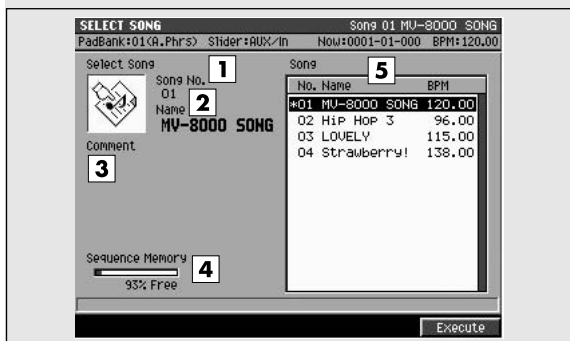 SELECT SONG Song 01 MV-8000 SONG
PadBank:01(A.Phrs) Slider:AUX/In Now:0001-01-000 BPM:120.00
Select Song
1
Song No.
01
2
Name
MV-8000 SONG
Comment
3
Sequence Memory
4
93% Free
Song
5
No. Name BPM
*01 MV-8000 SONG 120.00
02 Hip Hop 3 96.00
03 LOVELY 115.00
04 Strawberry! 138.00
Execute